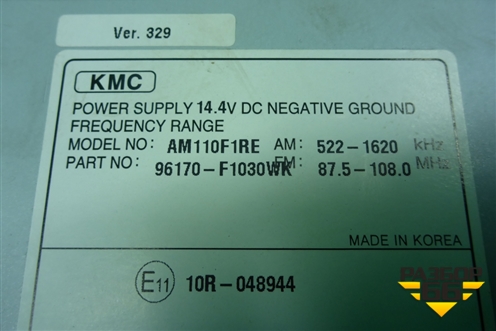 Ver. 329
KMC
POWER SUPPLY 14.4V DC NEGATIVE GROUND
FREQUENCY RANGE
MODEL NO: AM110F1RE AM: 522-1620 kHz
PART NO: 96170-F1030WK FM: 87.5-108.0 MHz
MADE IN KOREA
E11 10R-048944
РАЗБОР